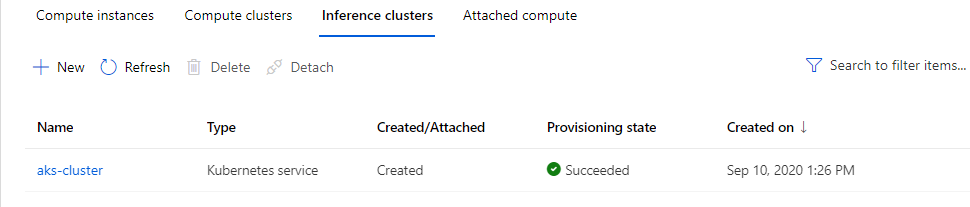 Compute instances Compute clusters Inference clusters Attached compute
New Refresh Delete Detach Search to filter items...
Name Type Created/Attached Provisioning state Created on ↓
aks-cluster Kubernetes service Created Succeeded Sep 10, 2020 1:26 PM